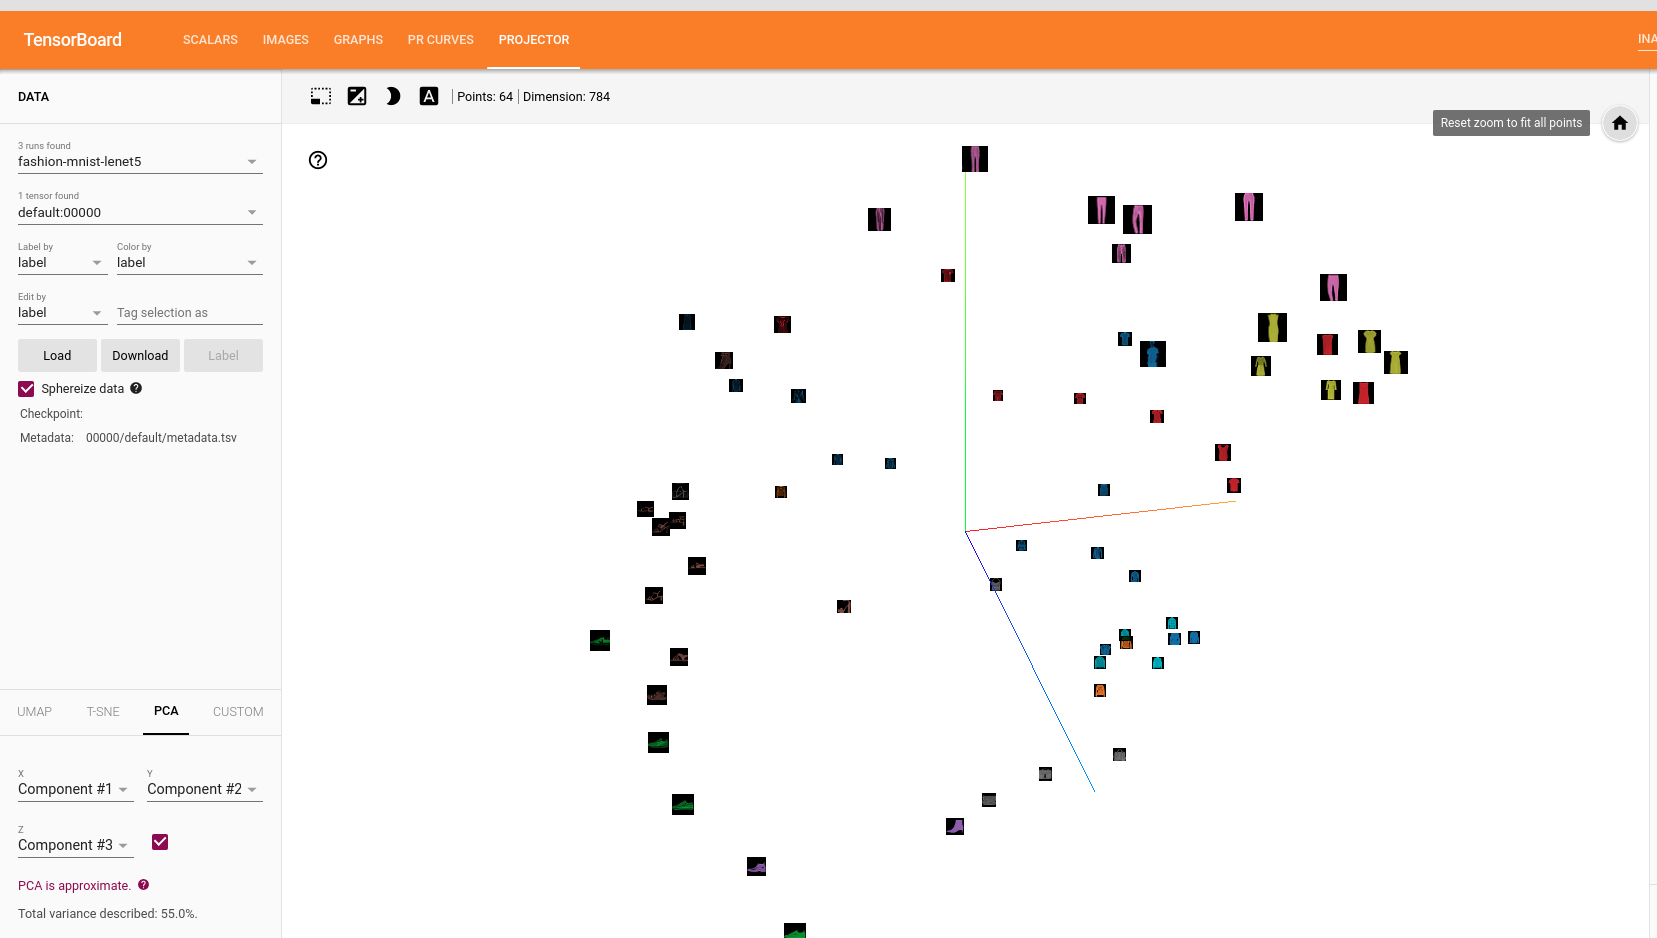 TensorBoard SCALARS IMAGES GRAPHS PR CURVES PROJECTOR INA
DATA
Points: 64 Dimension: 784
Reset zoom to fit all points
3 runs found
fashion-mnist-lenet5
1 tensor found
default:00000
Label by Color by
label label
Edit by
label Tag selection as
Load Download Label
Sphereize data
Checkpoint:
Metadata: 00000/default/metadata.tsv
UMAP T-SNE PCA CUSTOM
X Y
Component #1 Component #2
Z
Component #3
PCA is approximate.
Total variance described: 55.0%.